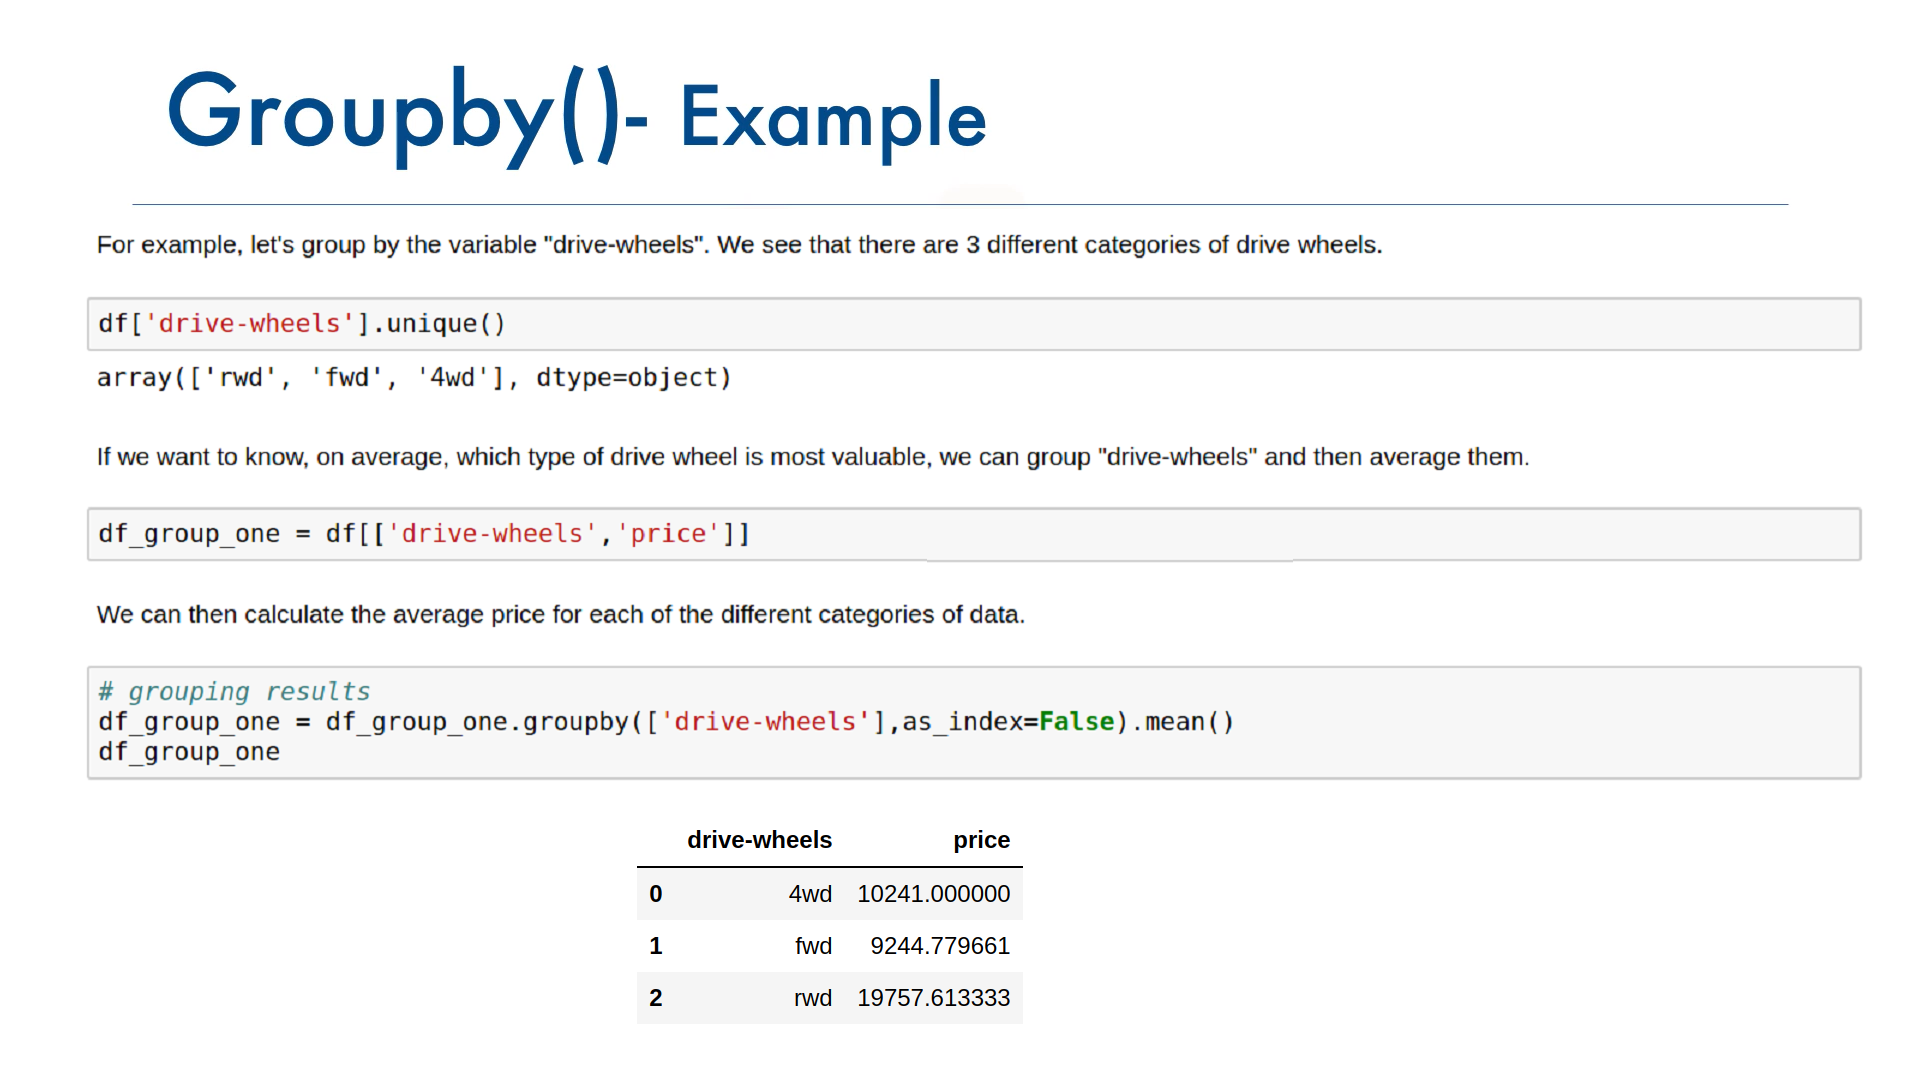 Groupby()- Example
For example, let's group by the variable "drive-wheels". We see that there are 3 different categories of drive wheels.
df['drive-wheels'].unique()
array(['rwd', 'fwd', '4wd'], dtype=object)
If we want to know, on average, which type of drive wheel is most valuable, we can group "drive-wheels" and then average them.
df_group_one = df[['drive-wheels','price']]
We can then calculate the average price for each of the different categories of data.
# grouping results
df_group_one = df_group_one.groupby(['drive-wheels'],as_index=False).mean()
df_group_one
drive-wheels price
0 4wd 10241.000000
1 fwd 9244.779661
2 rwd 19757.613333